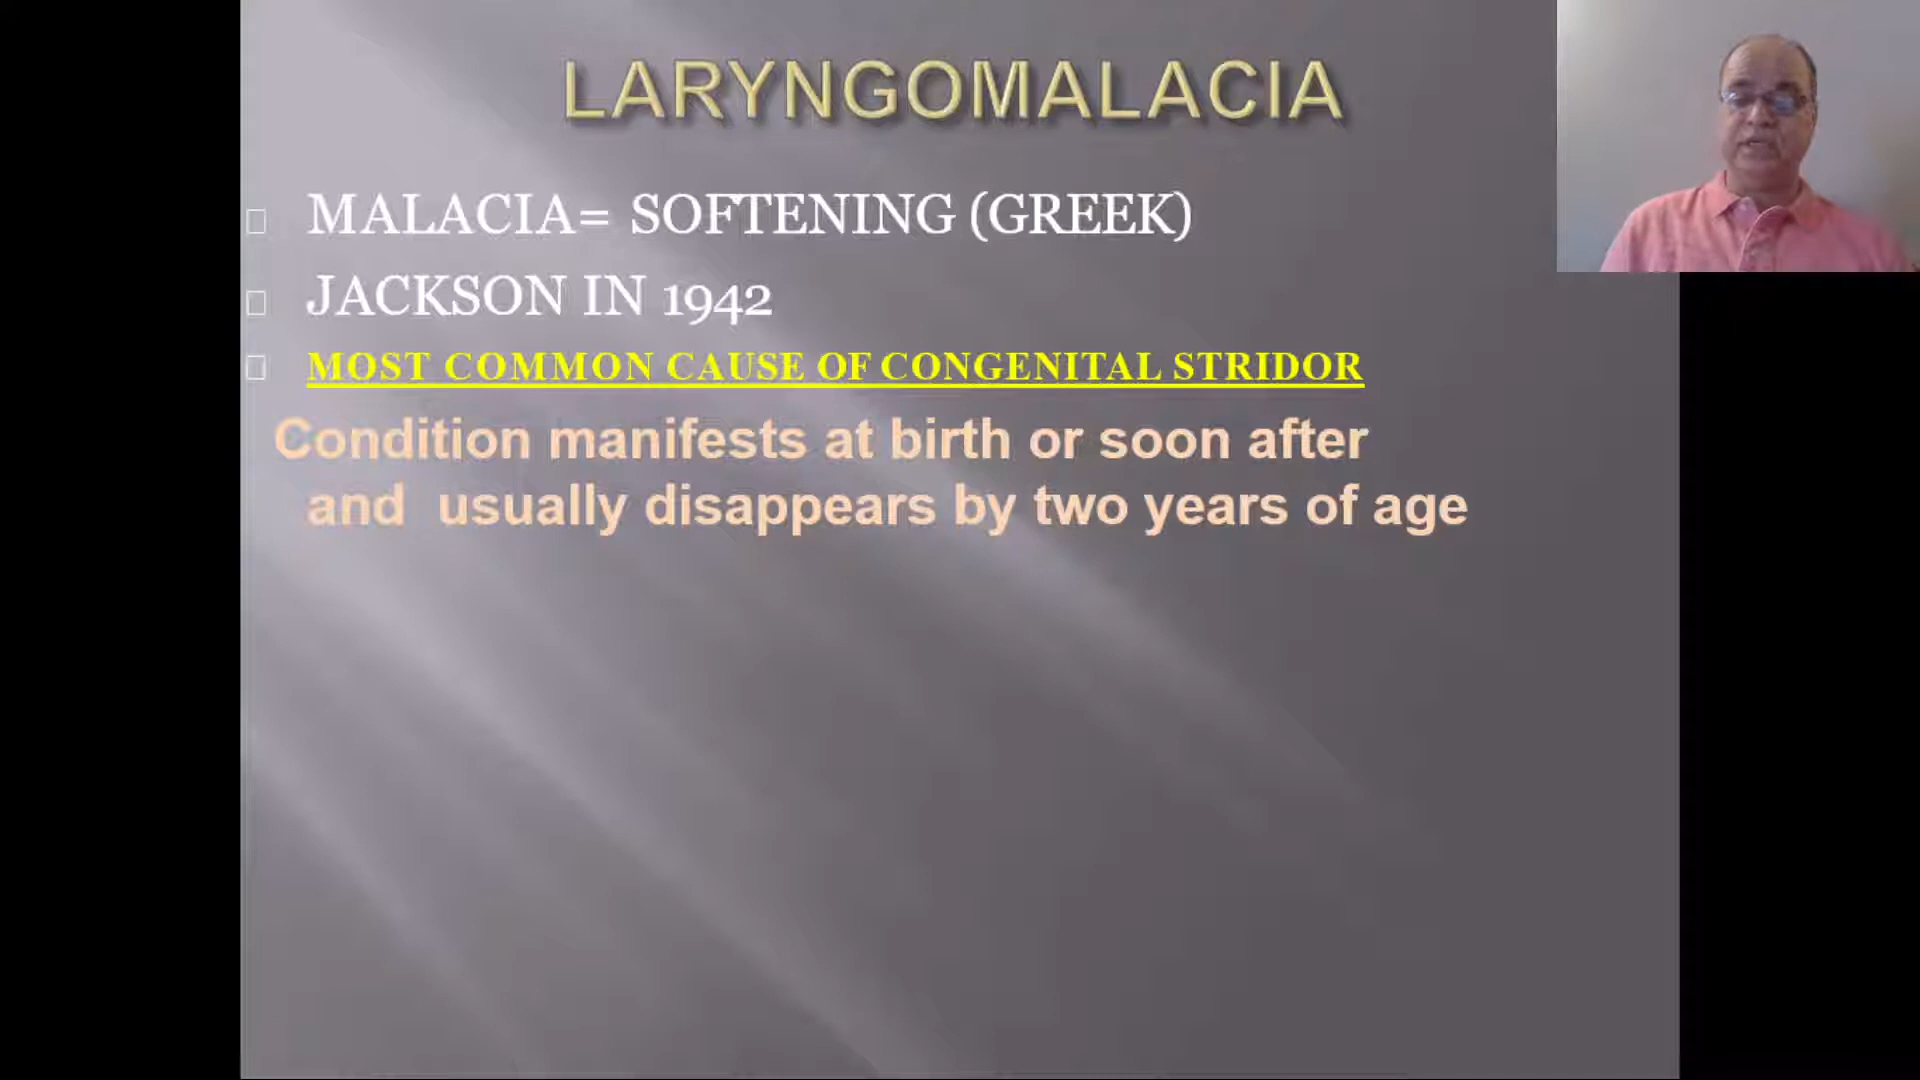 LARYNGOMALACIA
MALACIA= SOFTENING (GREEK)
JACKSON IN 1942
MOST COMMON CAUSE OF CONGENITAL STRIDOR
Condition manifests at birth or soon after
and usually disappears by two years of age